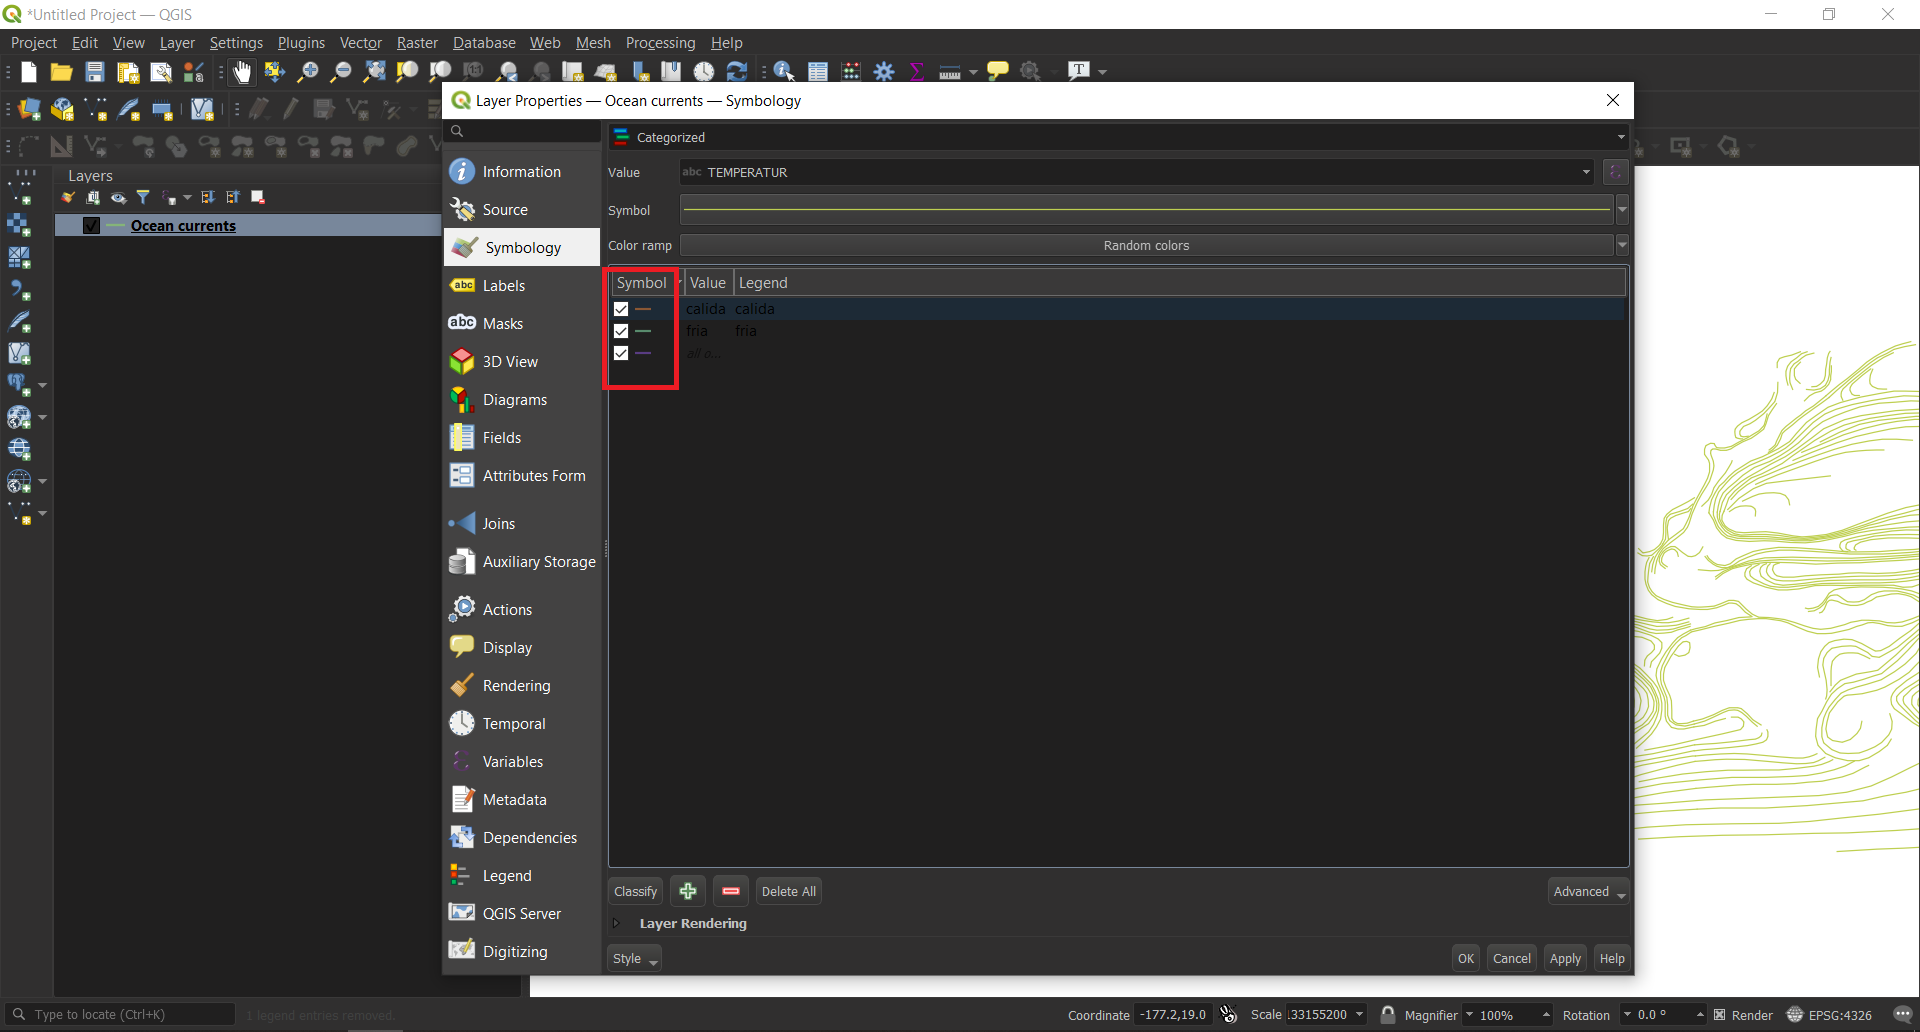 *Untitled Project — QGIS
Project Edit View Layer Settings Plugins Vector Raster Database Web Mesh Processing Help
Layers
Ocean currents
Layer Properties — Ocean currents — Symbology
Information
Source
Symbology
Labels
Masks
3D View
Diagrams
Fields
Attributes Form
Joins
Auxiliary Storage
Actions
Display
Rendering
Temporal
Variables
Metadata
Dependencies
Legend
QGIS Server
Digitizing
Categorized
Value abc TEMPERATUR
Symbol
Color ramp Random colors
Symbol Value Legend
calida calida
fria fria
all o...
Classify Delete All Advanced
Layer Rendering
Style OK Cancel Apply Help
Type to locate (Ctrl+K) 1 legend entries removed. Coordinate -177.2,19.0 Scale :33155200 Magnifier 100% Rotation 0.0 ° Render EPSG:4326